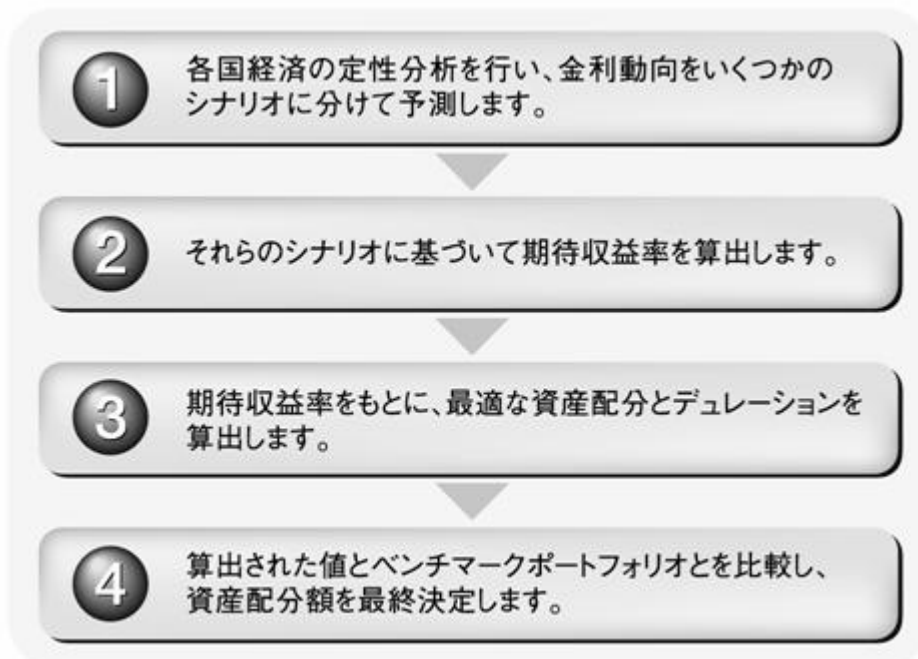 1
各国経済の定性分析を行い、金利動向をいくつかの
シナリオに分けて予測します。
2
それらのシナリオに基づいて期待収益率を算出します。
3
期待収益率をもとに、最適な資産配分とデュレーションを
算出します。
4
算出された値とベンチマークポートフォリオとを比較し、
資産配分額を最終決定します。